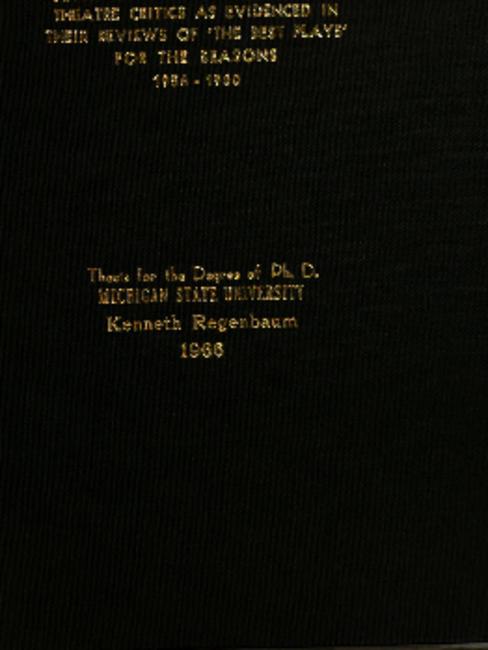 THEATRE CRITICS AS EVIDENCED IN
THEIR REVIEWS OF 'THE BEST PLAYS'
FOR THE SEASONS
Thesis for the Degree of Ph. D.
MICHIGAN STATE UNIVERSITY
Kenneth Regenbaum
1966